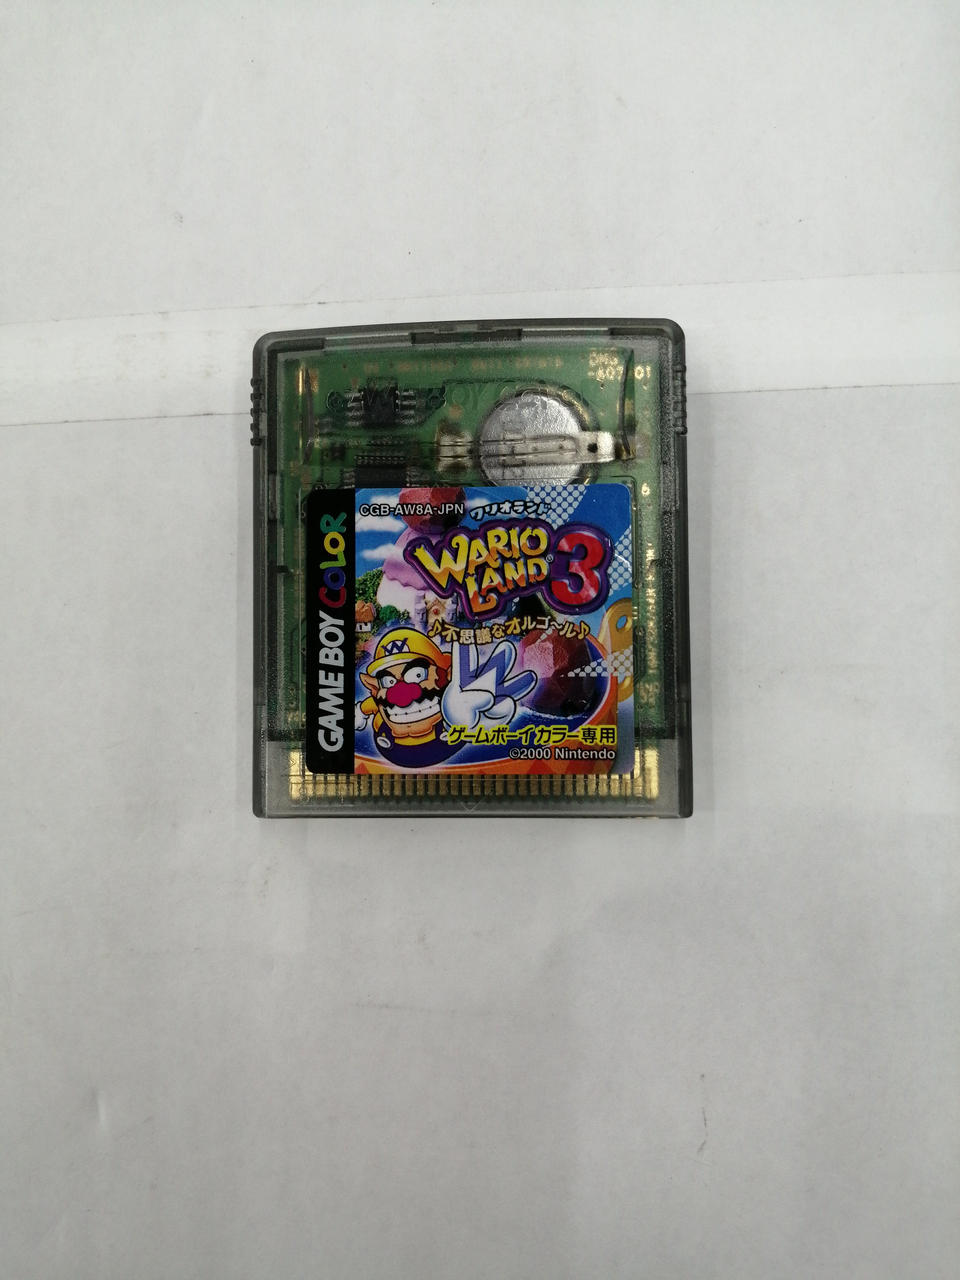 DMG
CGB-AW8A-JPN
ワリオランド
WARIO
LAND® 3
♪不思議なオルゴ〜ル♪
W
ゲームボーイカラー専用
©2000 Nintendo
GAME BOY COLOR